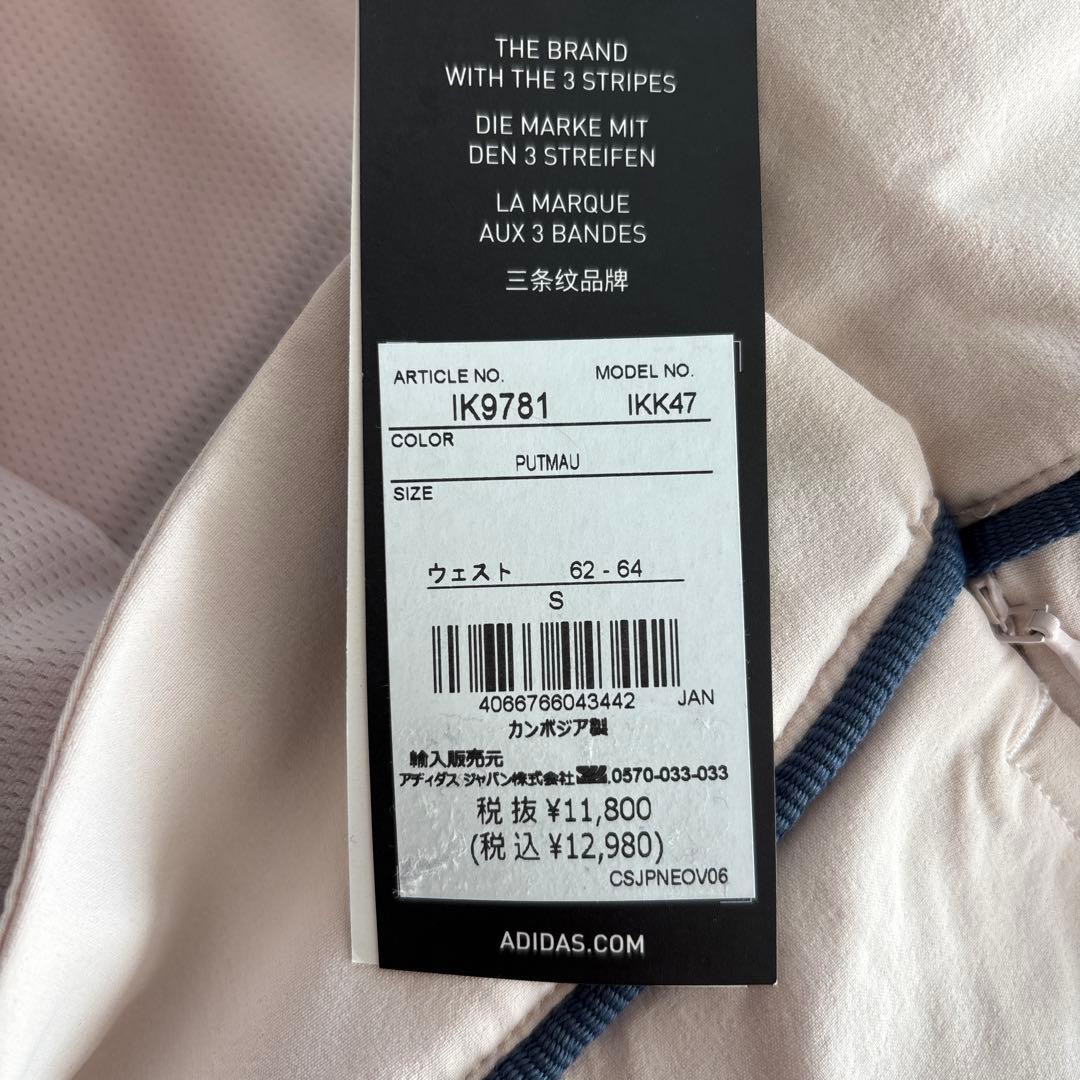 THE BRAND
WITH THE 3 STRIPES
DIE MARKE MIT
DEN 3 STREIFEN
LA MARQUE
AUX 3 BANDES
三条纹品牌
ARTICLE NO. MODEL NO.
IK9781 IKK47
COLOR
PUTMAU
SIZE
ウェスト 62 - 64
S
4066766043442 JAN
カンボジア製
輸入販売元
アディダス ジャパン株式会社 .0570-033-033
税抜 ¥11,800
(税込 ¥12,980)
CSJPNEOV06
ADIDAS.COM